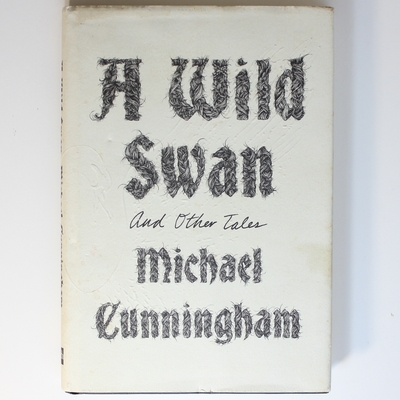 A Wild
Swan
And Other Tales
Michael
Cunningham